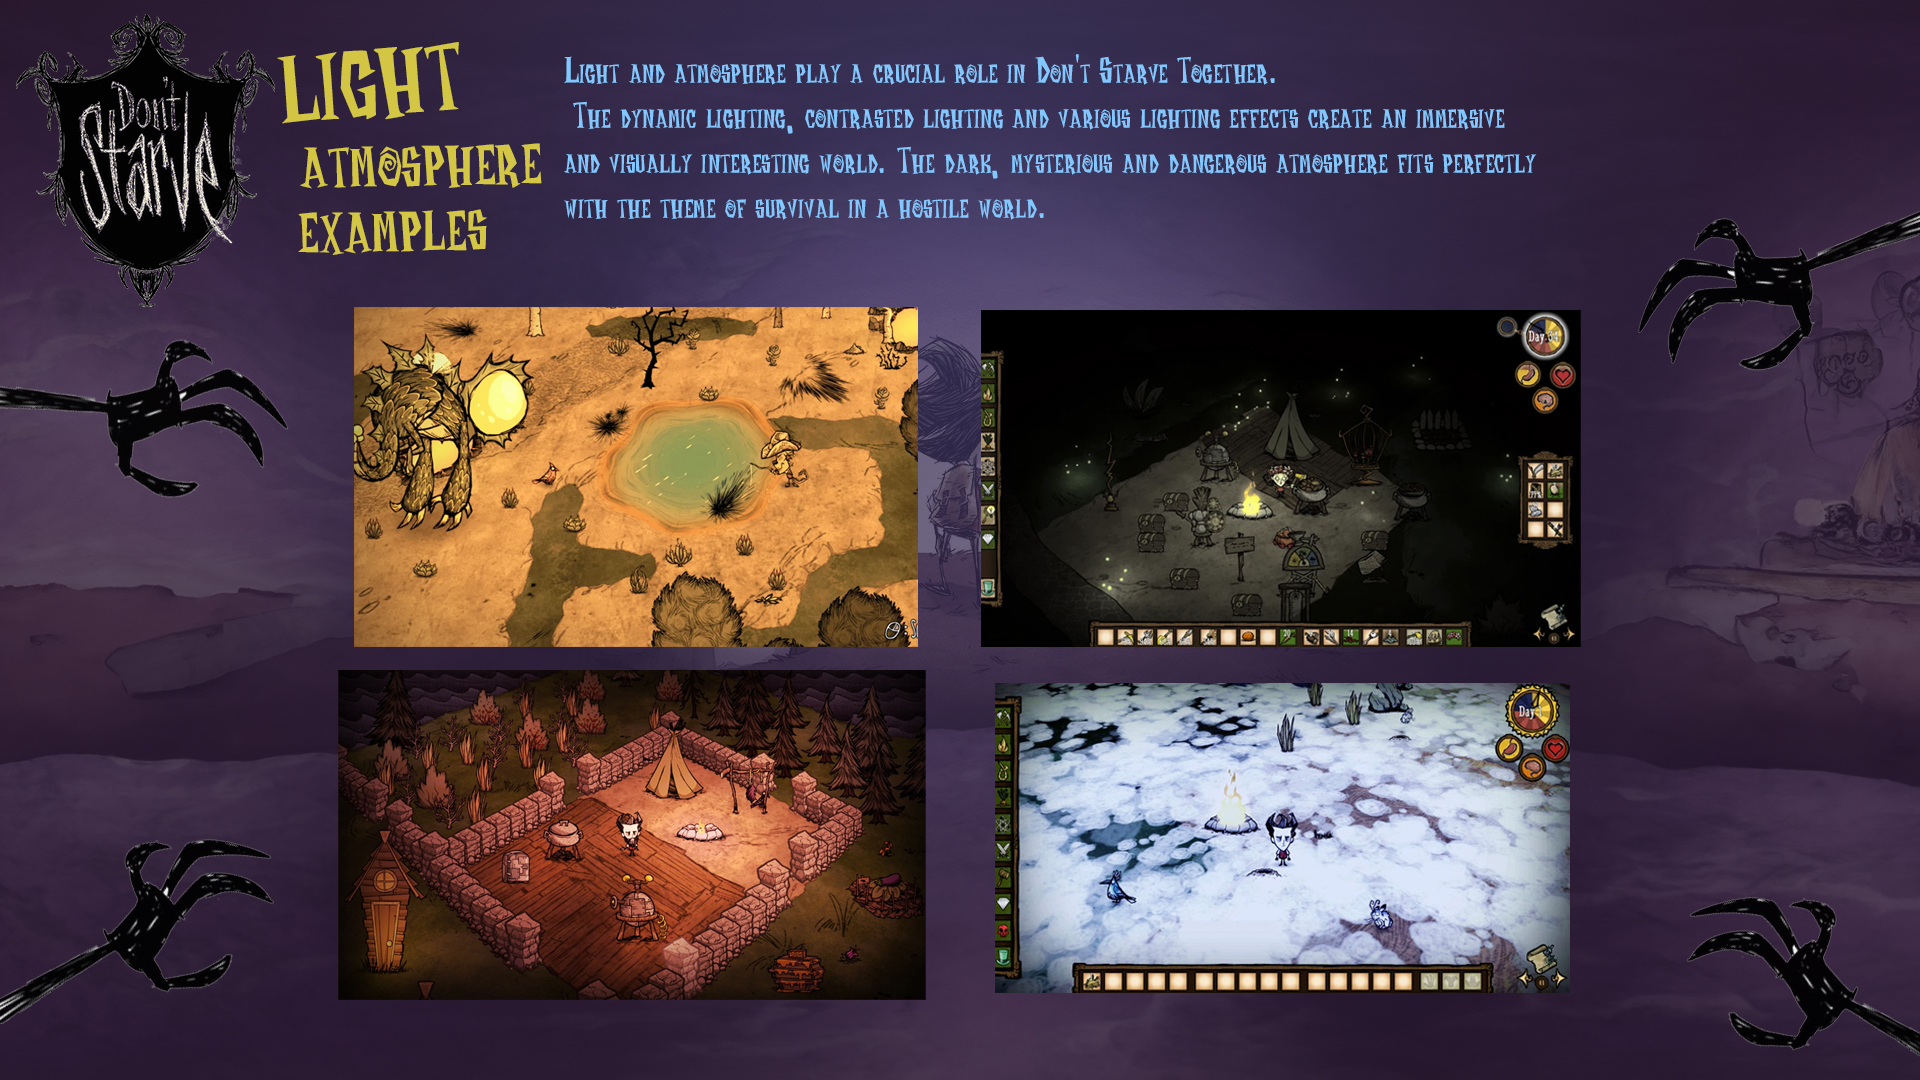 Don't
Starve
LIGHT
ATMOSPHERE
EXAMPLES
Light and atmosphere play a crucial role in Don't Starve Together.
The dynamic lighting, contrasted lighting and various lighting effects create an immersive
and visually interesting world. The dark, mysterious and dangerous atmosphere fits perfectly
with the theme of survival in a hostile world.
Day
Day